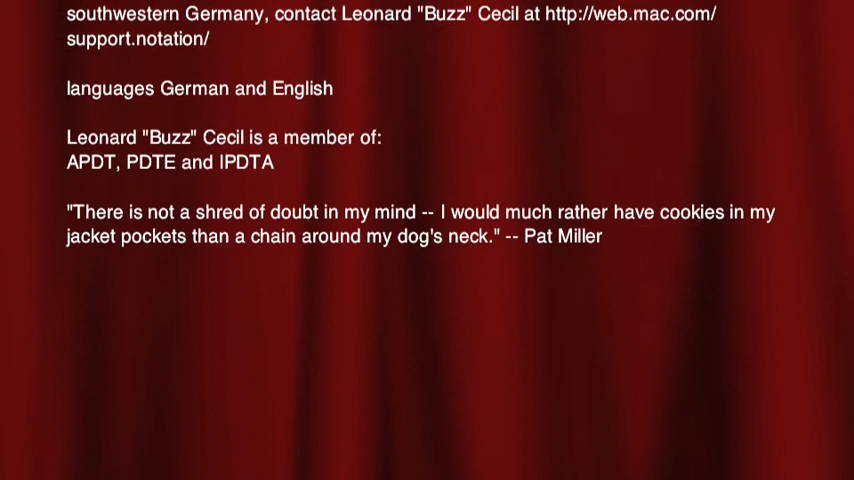 southwestern Germany, contact Leonard "Buzz" Cecil at http://web.mac.com/
support.notation/
languages German and English
Leonard "Buzz" Cecil is a member of:
APDT, PDTE and IPDTA
"There is not a shred of doubt in my mind -- I would much rather have cookies in my
jacket pockets than a chain around my dog's neck." -- Pat Miller